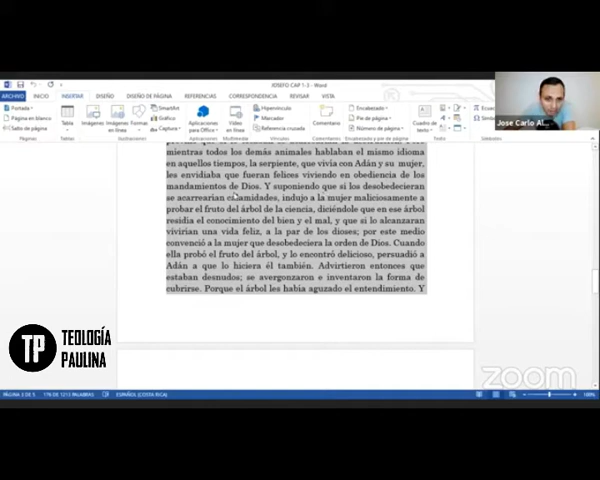 JOSEFO CAP 1-3 - Word
ARCHIVO INICIO INSERTAR DISEÑO DISEÑO DE PÁGINA REFERENCIAS CORRESPONDENCIA REVISAR VISTA
Portada
Página en blanco
Salto de página
Páginas
Tabla
Tablas
Imágenes
Imágenes en línea
Formas
SmartArt
Gráfico
Captura
Ilustraciones
Aplicaciones para Office
Aplicaciones
Vídeo en línea
Multimedia
Hipervínculo
Marcador
Referencia cruzada
Vínculos
Comentario
Comentarios
Encabezado
Pie de página
Número de página
Encabezado y pie de página
Cuadro de texto
Texto
Símbolos
Jose Carlo Al...
mientras todos los demás animales hablaban el mismo idioma
en aquellos tiempos, la serpiente, que vivía con Adán y su mujer,
les envidiaba que fueran felices viviendo en obediencia de los
mandamientos de Dios. Y suponiendo que si los desobedecieran
se acarrearían calamidades, indujo a la mujer maliciosamente a
probar el fruto del árbol de la ciencia, diciéndole que en ese árbol
residía el conocimiento del bien y el mal, y que si lo alcanzaran
vivirían una vida feliz, a la par de los dioses; por este medio
convenció a la mujer que desobedeciera la orden de Dios. Cuando
ella probó el fruto del árbol, y lo encontró delicioso, persuadió a
Adán a que lo hiciera él también. Advirtieron entonces que
estaban desnudos; se avergonzaron e inventaron la forma de
cubrirse. Porque el árbol les había aguzado el entendimiento. Y
TP TEOLOGÍA
PAULINA
zoom
PÁGINA 2 DE 5 ESPAÑOL (COSTA RICA) 100%